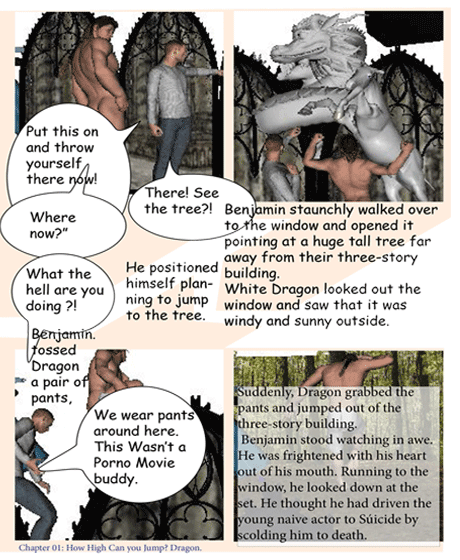 Put this on
and throw
yourself
there now!
There! See
the tree?!
Where
now?"
Benjamin staunchly walked over
to the window and opened it
pointing at a huge tall tree far
away from their three-story
building.
White Dragon looked out the
window and saw that it was
windy and sunny outside.
What the
hell are you
doing ?!
He positioned
himself plan-
ning to jump
to the tree.
Benjamin.
tossed
Dragon
a pair of
pants,
We wear pants
around here.
This Wasn't a
Porno Movie
buddy.
Suddenly, Dragon grabbed the
pants and jumped out of the
three-story building.
Benjamin stood watching in awe.
He was frightened with his heart
out of his mouth. Running to the
window, he looked down at the
set. He thought he had driven the
young naive actor to Súicide by
scolding him to death.
Chapter 01: How High Can you Jump? Dragon.